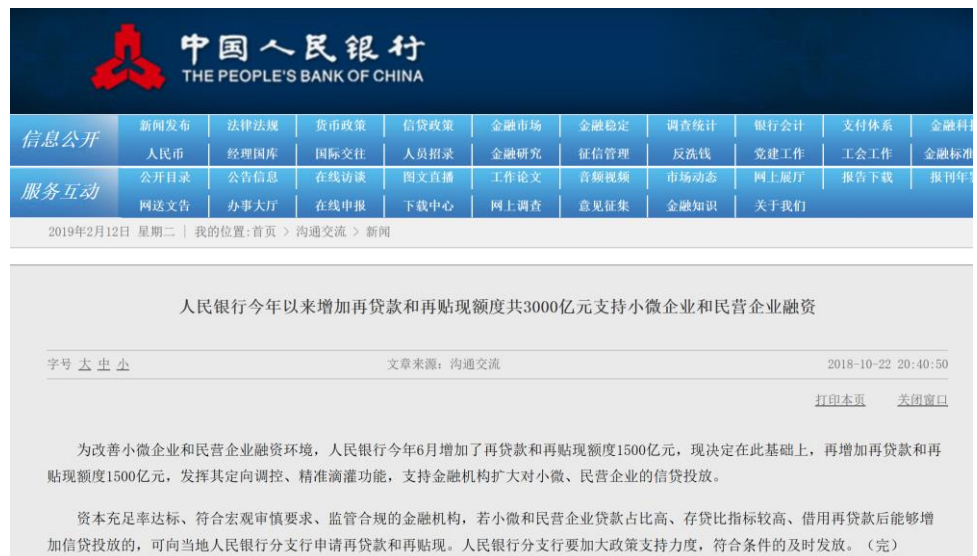 中国人民银行
THE PEOPLE'S BANK OF CHINA
信息公开
新闻发布 法律法规 货币政策 信贷政策 金融市场 金融稳定 调查统计 银行会计 支付体系 金融科
人民币 经理国库 国际交往 人员招录 金融研究 征信管理 反洗钱 党建工作 工会工作 金融标
服务互动
公开目录 公告信息 在线访谈 图文直播 工作论文 音频视频 市场动态 网上展厅 报告下载 报刊年
网送文告 办事大厅 在线申报 下载中心 网上调查 意见征集 金融知识 关于我们
2019年2月12日 星期二 | 我的位置:首页 > 沟通交流 > 新闻
人民银行今年以来增加再贷款和再贴现额度共3000亿元支持小微企业和民营企业融资
字号 大 中 小 文章来源：沟通交流 2018-10-22 20:40:50
打印本页 关闭窗口
为改善小微企业和民营企业融资环境，人民银行今年6月增加了再贷款和再贴现额度1500亿元，现决定在此基础上，再增加再贷款和再
贴现额度1500亿元，发挥其定向调控、精准滴灌功能，支持金融机构扩大对小微、民营企业的信贷投放。
资本充足率达标、符合宏观审慎要求、监管合规的金融机构，若小微和民营企业贷款占比高、存贷比指标较高、借用再贷款后能够增
加信贷投放的，可向当地人民银行分支行申请再贷款和再贴现。人民银行分支行要加大政策支持力度，符合条件的及时发放。（完）